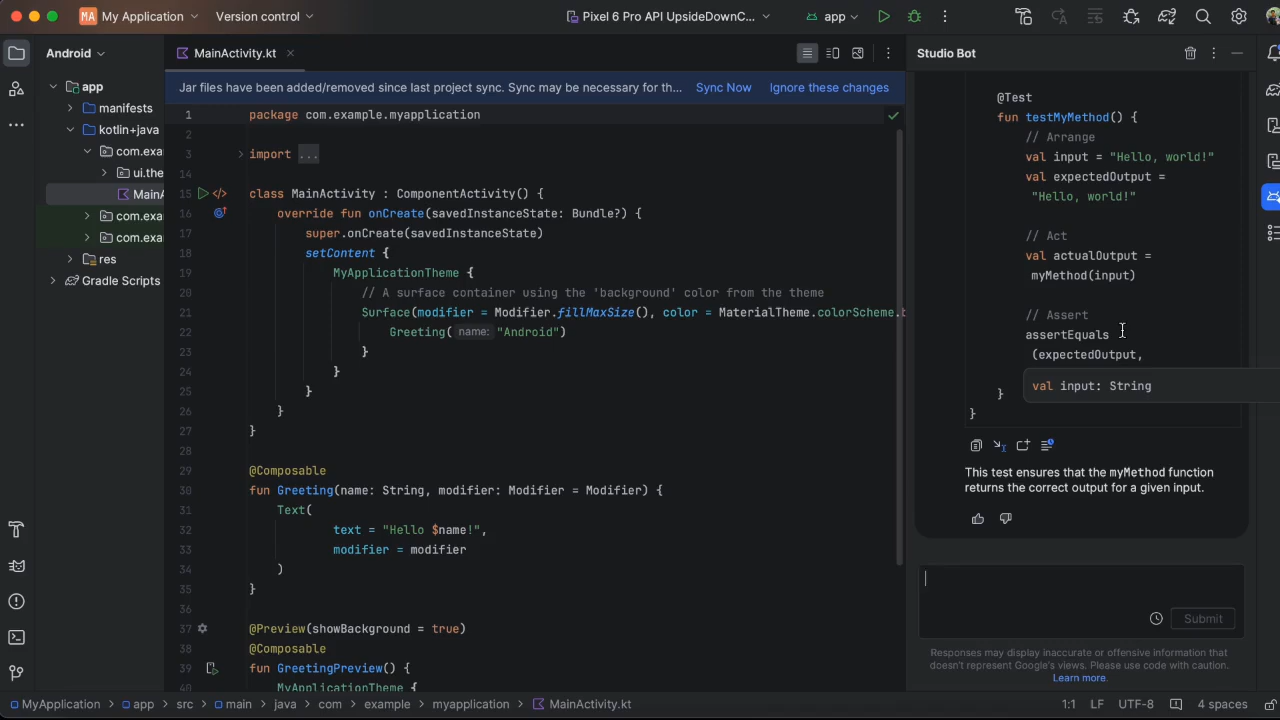 MA My Application
Version control
Pixel 6 Pro API UpsideDownC...
app
Android
MainActivity.kt
Studio Bot
app
manifests
kotlin+java
com.exa
ui.the
MainA
com.exa
com.exa
res
Gradle Scripts
Jar files have been added/removed since last project sync. Sync may be necessary for th...
Sync Now
Ignore these changes
1 package com.example.myapplication
2
3 import ...
14
15 class MainActivity : ComponentActivity() {
16 override fun onCreate(savedInstanceState: Bundle?) {
17 super.onCreate(savedInstanceState)
18 setContent {
19 MyApplicationTheme {
20 // A surface container using the 'background' color from the theme
21 Surface(modifier = Modifier.fillMaxSize(), color = MaterialTheme.colorScheme.b
22 Greeting( name: "Android")
23 }
24 }
25 }
26 }
27 }
28
29 @Composable
30 fun Greeting(name: String, modifier: Modifier = Modifier) {
31 Text(
32 text = "Hello $name!",
33 modifier = modifier
34 )
35 }
36
37 @Preview(showBackground = true)
38 @Composable
39 fun GreetingPreview() {
40 MyApplicationTheme {
@Test
fun testMyMethod() {
// Arrange
val input = "Hello, world!"
val expectedOutput =
"Hello, world!"
// Act
val actualOutput =
myMethod(input)
// Assert
assertEquals
(expectedOutput,
val input: String
}
}
This test ensures that the myMethod function
returns the correct output for a given input.
Submit
Responses may display inaccurate or offensive information that
doesn't represent Google's views. Please use code with caution.
Learn more.
MyApplication
app
src
main
java
com
example
myapplication
MainActivity.kt
1:1
LF
UTF-8
4 spaces